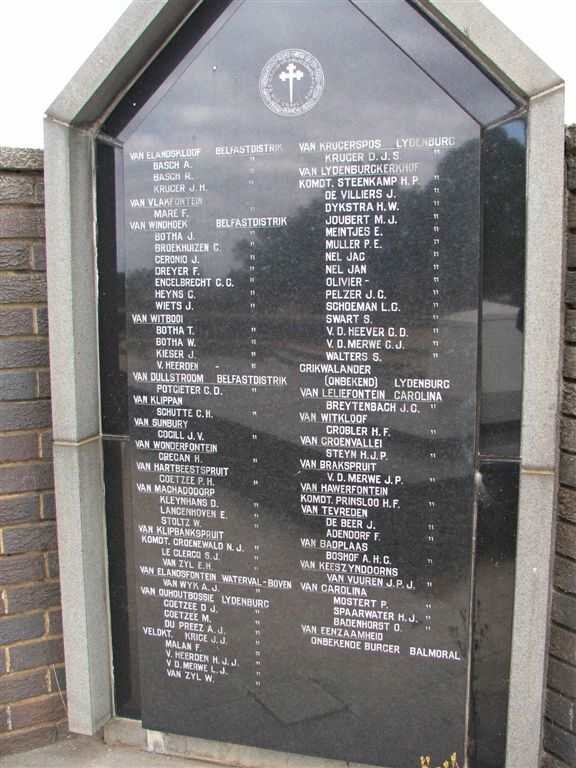 VAN ELANDSKLOOF BELFASTDISTRIK
BASCH A. "
BASCH R. "
KRUGER J.H. "
VAN VLAKFONTEIN
MARÉ F. "
VAN WINDHOEK BELFASTDISTRIK
BOTHA J. "
BROEKHUIZEN C. "
CERONIO J. "
DREYER F. "
ENGELBRECHT G.G. "
HEYNS G. "
WIETS J. "
VAN WITBOOI
BOTHA T. "
BOTHA W. "
KIESER J. "
V. HEERDEN - "
VAN DULLSTROOM BELFASTDISTRIK
POTGIETER G.D. "
VAN KLIPPAN
SCHUTTE G.H. "
VAN SUNBURY
COGILL J.V. "
VAN WONDERFONTEIN
GREGAN H. "
VAN HARTBEESTSPRUIT
COETZEE P.H. "
VAN MACHADODORP
KLEYNHANS D. "
LANGENHOVEN E. "
STOLTZ W. "
VAN KLIPBANKSPRUIT
KOMDT. GROENEWALD N.J. "
LE CLERCQ S.J. "
VAN ZYL E.H. "
VAN ELANDSFONTEIN WATERVAL-BOVEN
VAN WYK A.J. "
VAN OUHOUTBOSSIE LYDENBURG
COETZEE D.J. "
COETZEE M. "
DU PREEZ A.J. "
VELDKT. KRIGE J.J. "
MALAN F. "
V. HEERDEN H.J.J. "
V.D. MERWE L.J. "
VAN ZYL W. "
VAN KRUGERSPOS LYDENBURG
KRUGER D.J.S. "
VAN LYDENBURGKERKHOF
KOMDT. STEENKAMP H.P. "
DE VILLIERS J. "
DYKSTRA H.W. "
JOUBERT M.J. "
MEINTJES E. "
MULLER P.E. "
NEL JAC "
NEL JAN "
OLIVIER - "
PELZER J.G. "
SCHOEMAN L.G. "
SWART S. "
V.D. HEEVER G.D. "
V.D. MERWE G.J. "
WALTERS S. "
GRIKWALANDER
(ONBEKEND) LYDENBURG
VAN LELIEFONTEIN CAROLINA
BREYTENBACH J.G. "
VAN WITKLOOF
GROBLER H.F. "
VAN GROENVALLEI
STEYN H.J.P. "
VAN BRAKSPRUIT
V.D. MERWE J.P. "
VAN HAWERFONTEIN
KOMDT. PRINSLOO H.F. "
VAN TEVREDEN
DE BEER J. "
ADENDORF F. "
VAN BADPLAAS
BOSHOF A.H.G. "
VAN KEESZYNDOORNS
VAN VUUREN J.P.J. "
VAN CAROLINA
MOSTERT P. "
SPAARWATER H.J. "
BADENHORST O. "
VAN EENZAAMHEID
ONBEKENDE BURGER BALMORAL